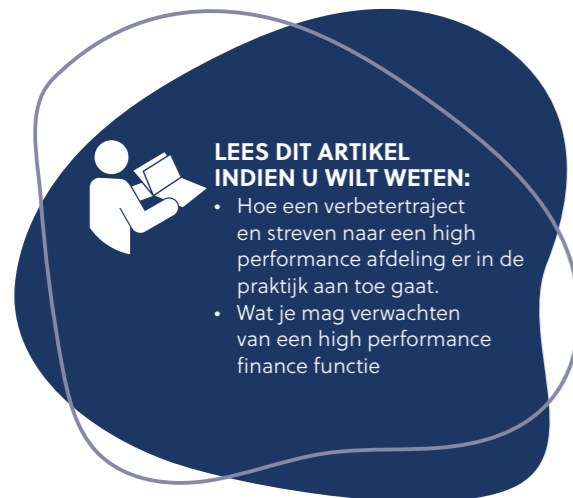 LEES DIT ARTIKEL
INDIEN U WILT WETEN:
• Hoe een verbetertraject
en streven naar een high
performance afdeling er in de
praktijk aan toe gaat.
• Wat je mag verwachten
van een high performance
finance functie